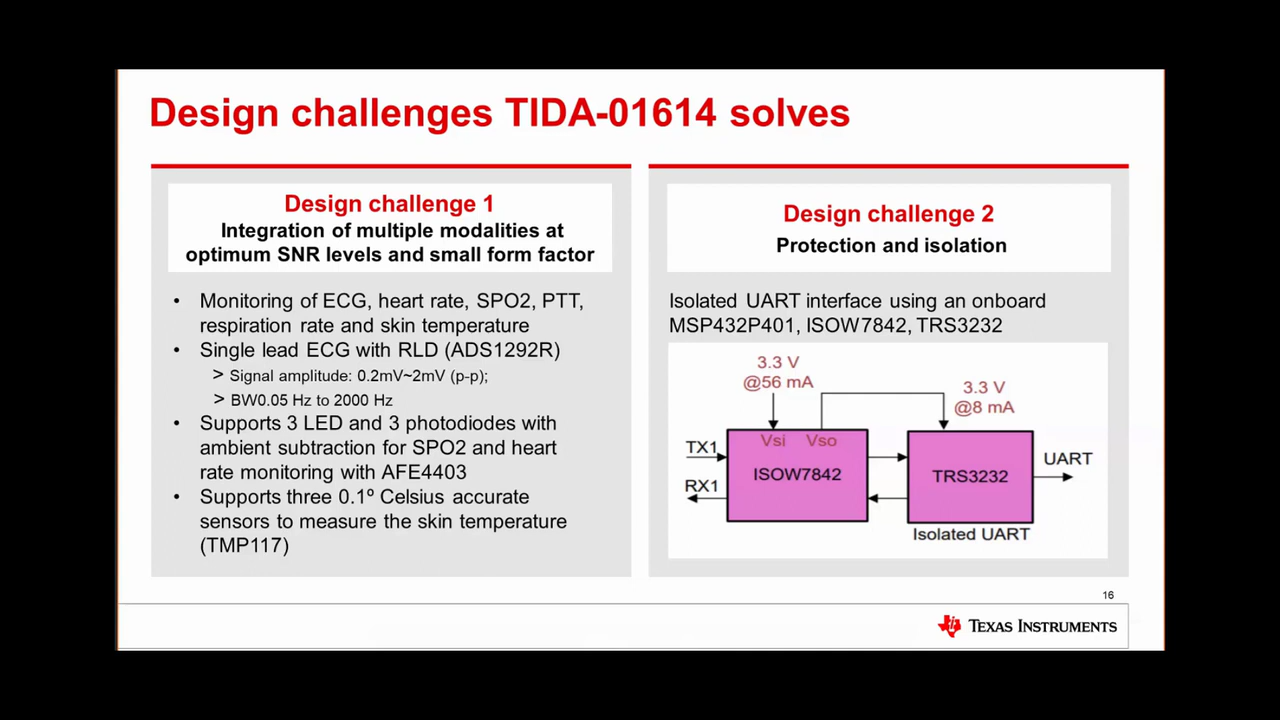 Design challenges TIDA-01614 solves
Design challenge 1
Integration of multiple modalities at
optimum SNR levels and small form factor
• Monitoring of ECG, heart rate, SPO2, PTT,
respiration rate and skin temperature
• Single lead ECG with RLD (ADS1292R)
> Signal amplitude: 0.2mV~2mV (p-p);
> BW0.05 Hz to 2000 Hz
• Supports 3 LED and 3 photodiodes with
ambient subtraction for SPO2 and heart
rate monitoring with AFE4403
• Supports three 0.1º Celsius accurate
sensors to measure the skin temperature
(TMP117)
Design challenge 2
Protection and isolation
Isolated UART interface using an onboard
MSP432P401, ISOW7842, TRS3232
3.3 V
@56 mA
3.3 V
@8 mA
Vsi Vso
TX1
RX1
ISOW7842
TRS3232
UART
Isolated UART
16
TEXAS INSTRUMENTS